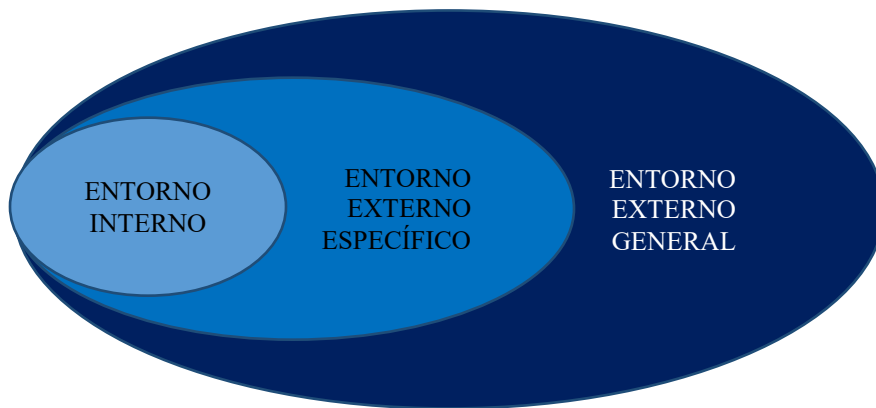 ENTORNO
INTERNO
ENTORNO
EXTERNO
ESPECÍFICO
ENTORNO
EXTERNO
GENERAL